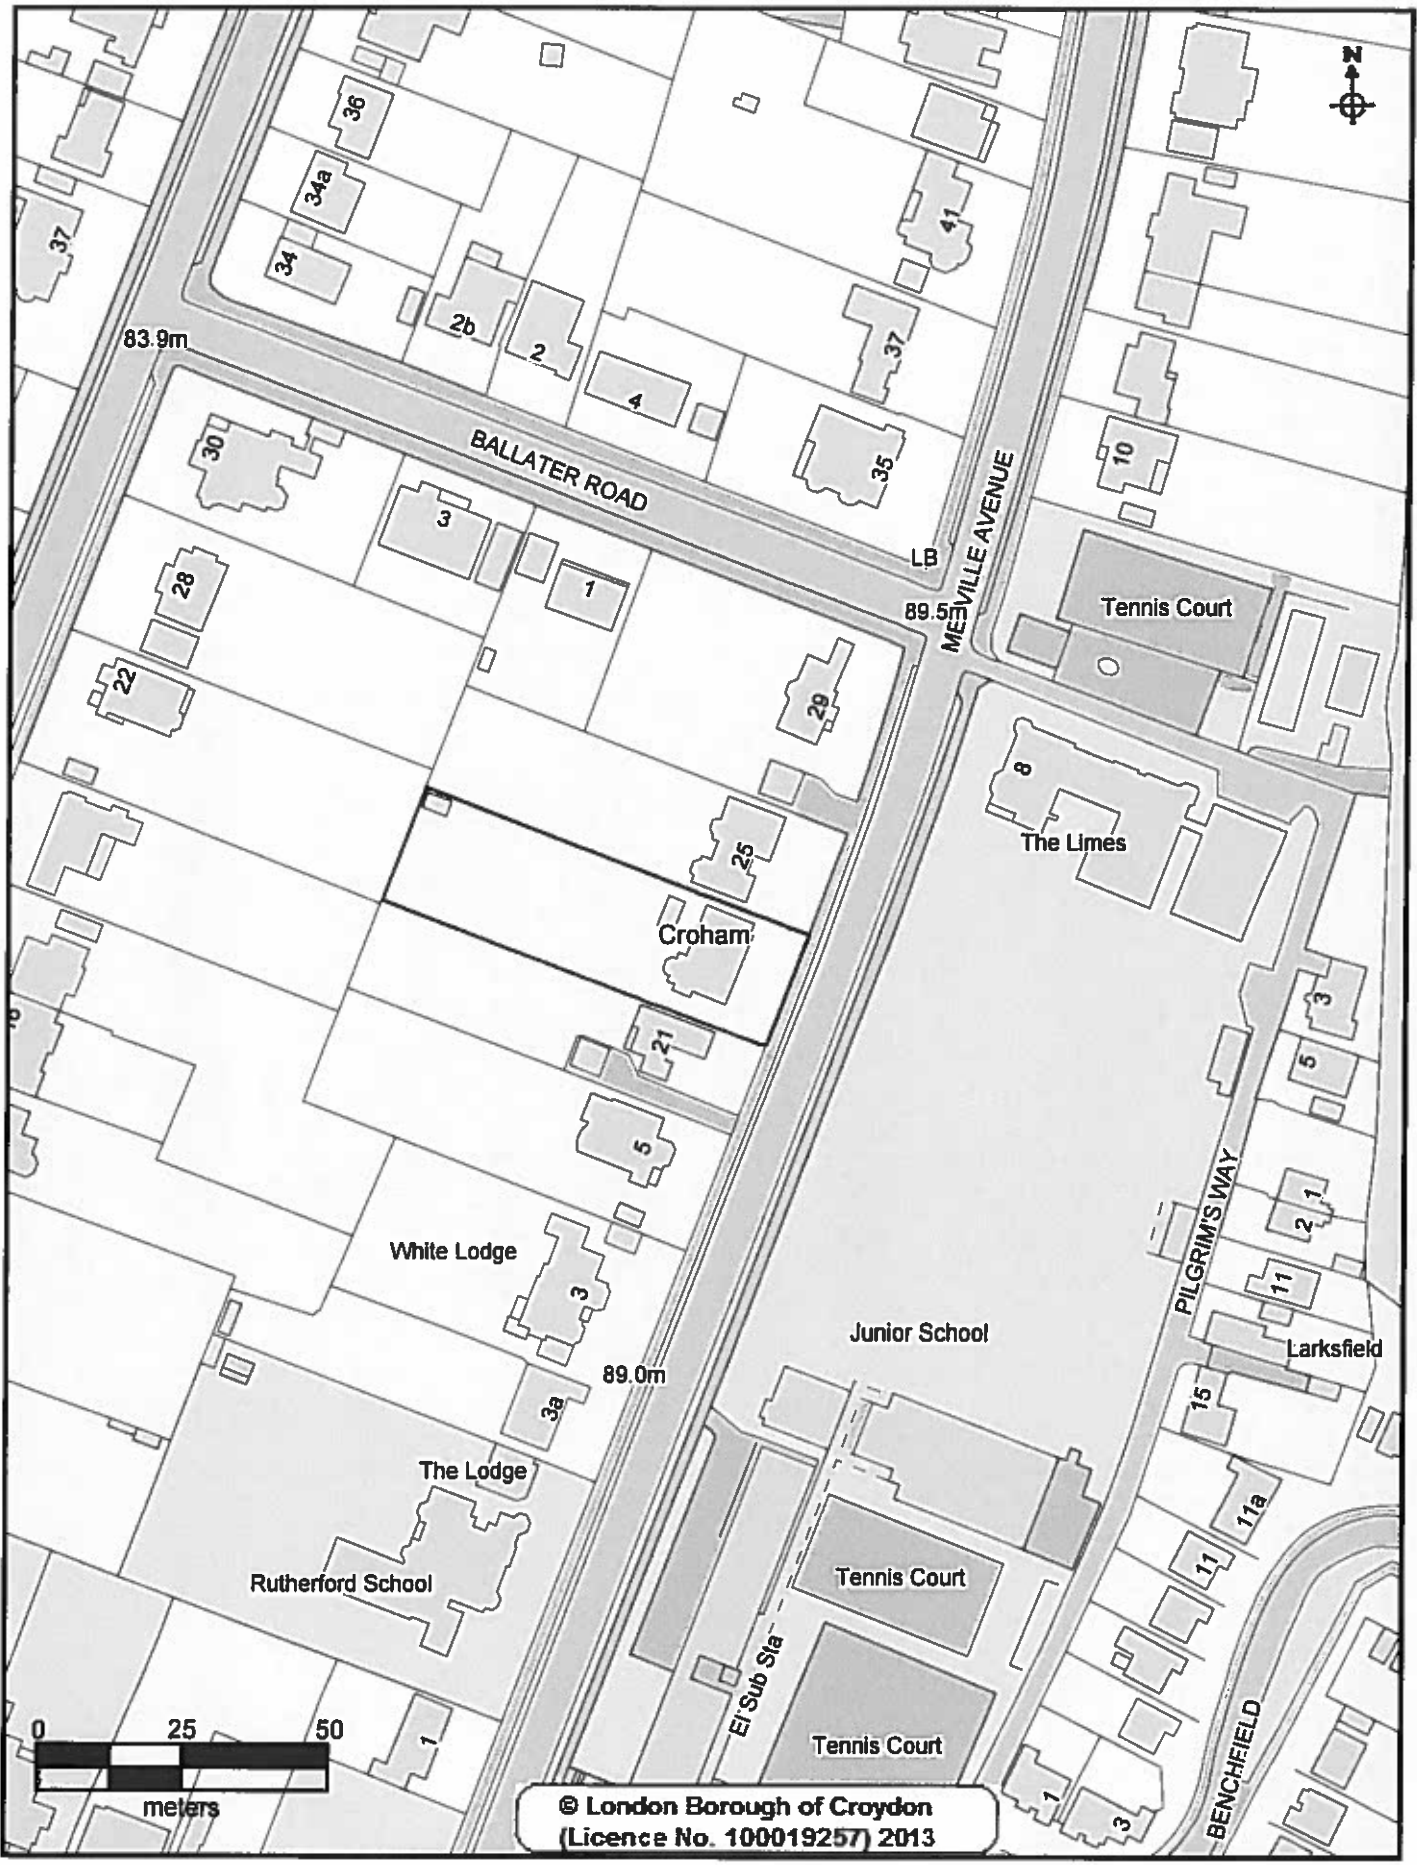 N
36
34a
37
34
41
2b
2
37
83.9m
4
35
30
BALLATER ROAD
10
3
LB
MELVILLE AVENUE
1
28
89.5m
Tennis Court
22
29
8
25
The Limes
Croham
3
21
5
5
PILGRIM'S WAY
1
2
White Lodge
11
3
Junior School
Larksfield
89.0m
15
3a
The Lodge
11a
11
Rutherford School
Tennis Court
El Sub Sta
0 25 50
1
Tennis Court
BENCHFIELD
meters
1
3
© London Borough of Croydon
(Licence No. 100019257) 2013